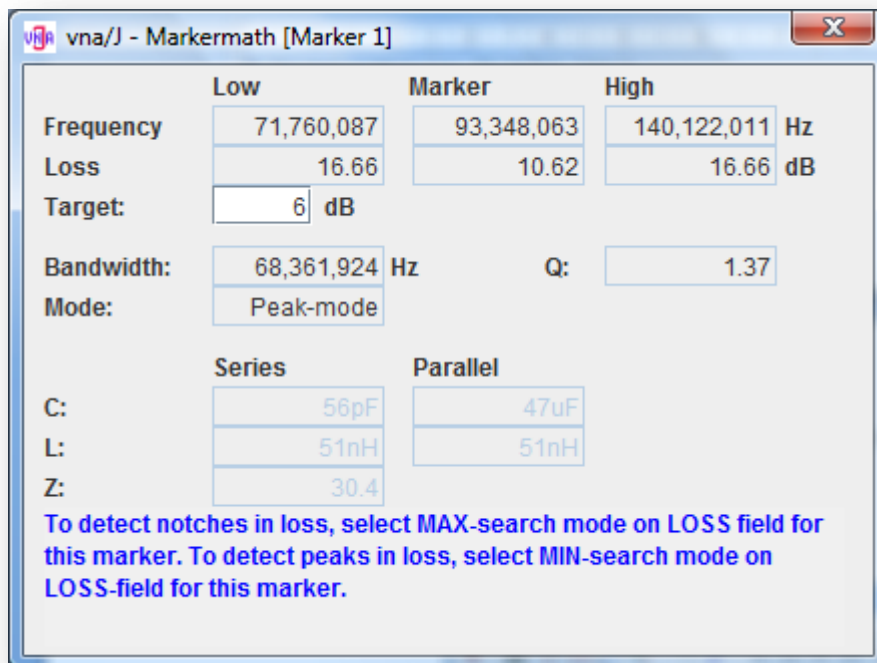 VNA vna/J - Markermath [Marker 1]
Low Marker High
Frequency 71,760,087 93,348,063 140,122,011 Hz
Loss 16.66 10.62 16.66 dB
Target: 6 dB
Bandwidth: 68,361,924 Hz Q: 1.37
Mode: Peak-mode
Series Parallel
C: 56pF 47uF
L: 51nH 51nH
Z: 30.4
To detect notches in loss, select MAX-search mode on LOSS field for
this marker. To detect peaks in loss, select MIN-search mode on
LOSS-field for this marker.